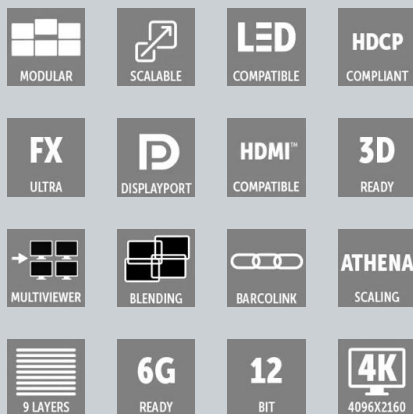 MODULAR
SCALABLE
LED
COMPATIBLE
HDCP
COMPLIANT
FX
ULTRA
DISPLAYPORT
HDMI™
COMPATIBLE
3D
READY
MULTIVIEWER
BLENDING
BARCOLINK
ATHENA
SCALING
9 LAYERS
6G
READY
12
BIT
4K
4096X2160